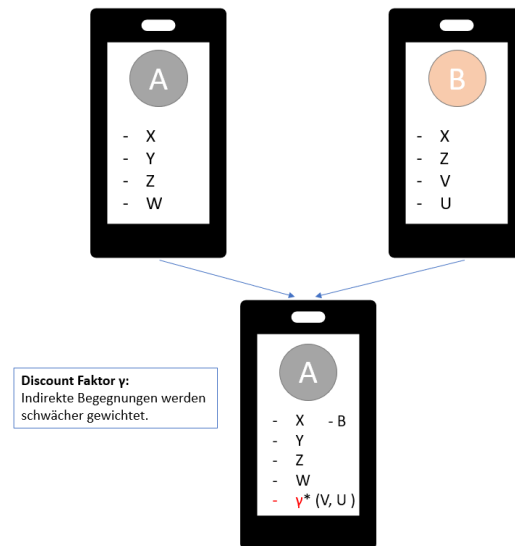 A
- X
- Y
- Z
- W
B
- X
- Z
- V
- U
Discount Faktor γ:
Indirekte Begegnungen werden
schwächer gewichtet.
A
- X - B
- Y
- Z
- W
- γ* (V, U )